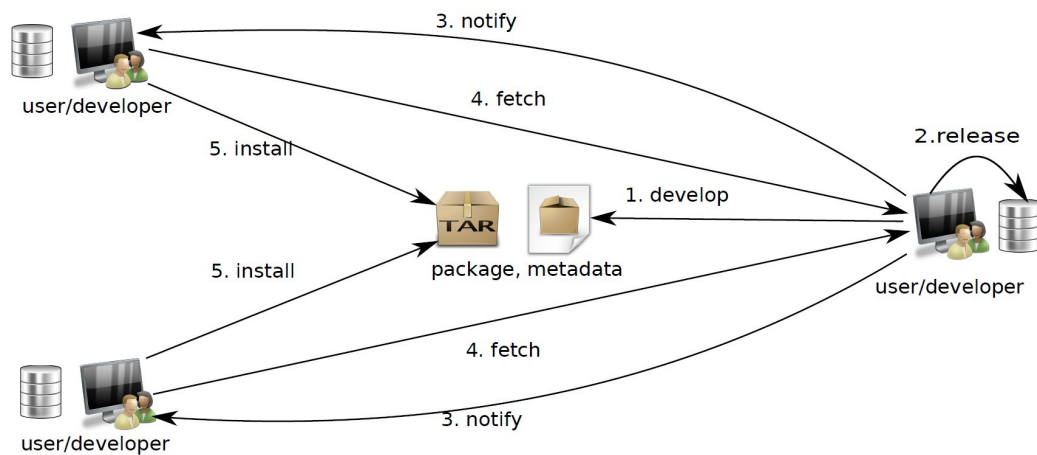 3. notify
user/developer
4. fetch
2.release
5. install
1. develop
TAR
package, metadata
5. install
user/developer
4. fetch
3. notify
user/developer